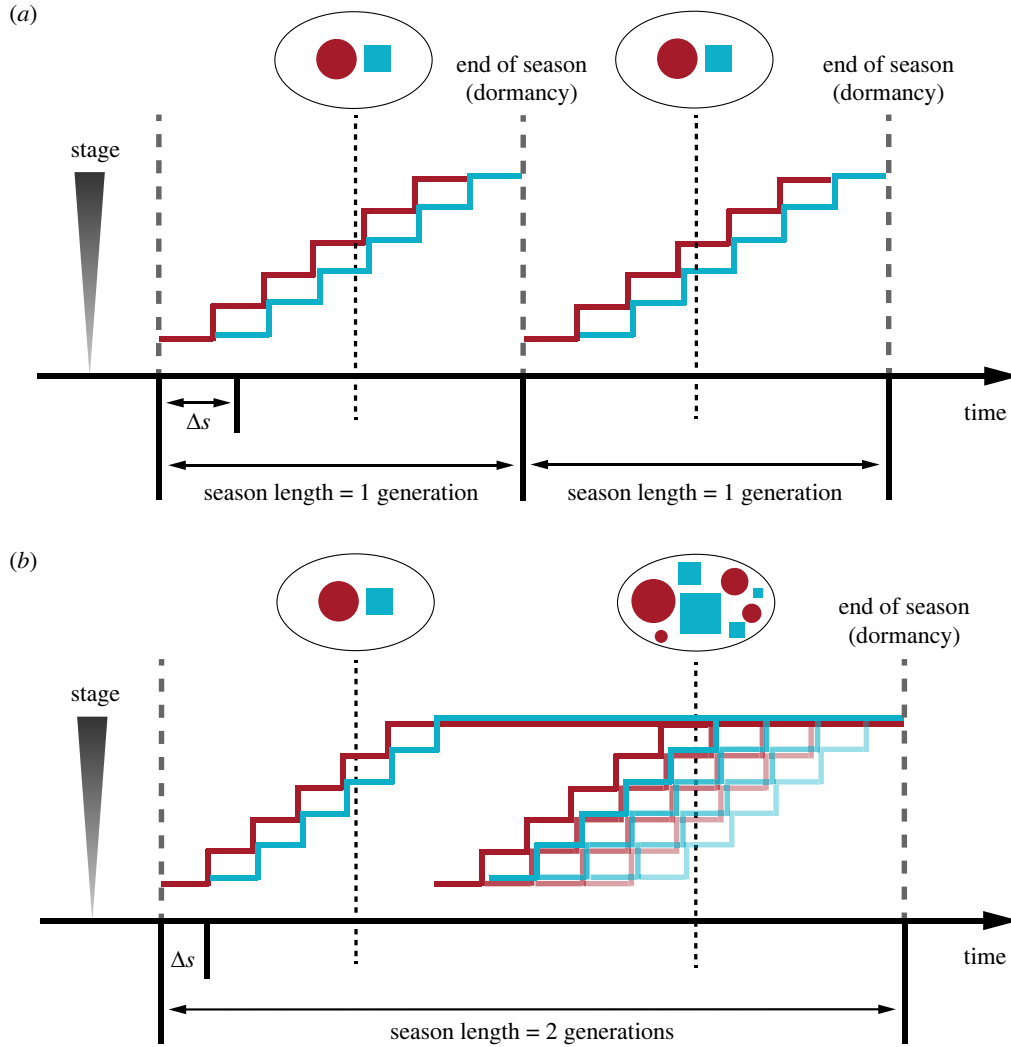 (a)
end of season
(dormancy)
end of season
(dormancy)
stage
time
Δs
season length = 1 generation
season length = 1 generation
(b)
end of season
(dormancy)
stage
time
Δs
season length = 2 generations